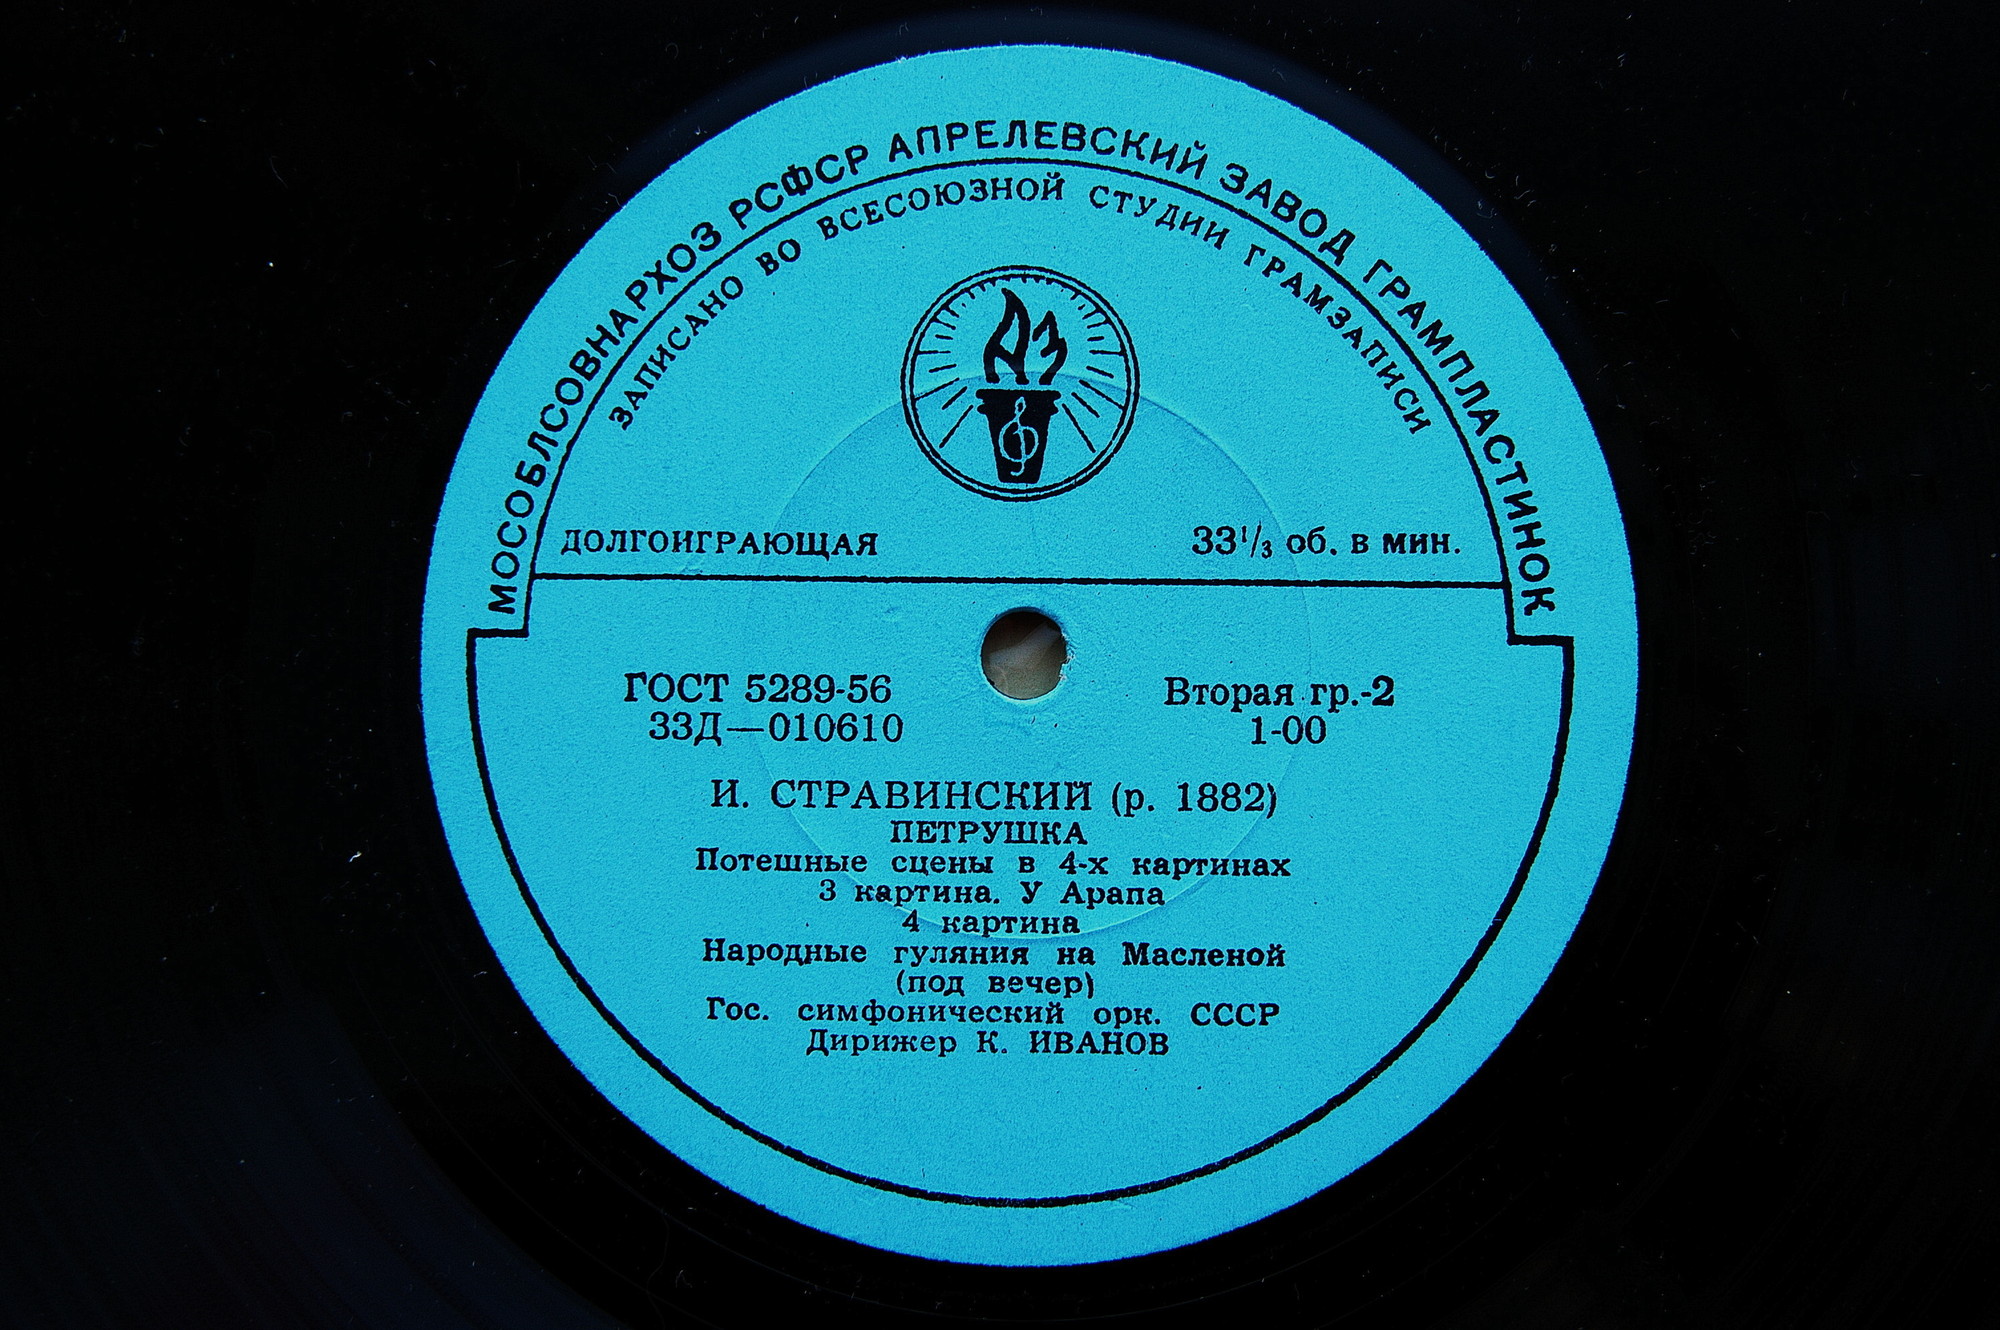 МОСОБЛСОВНАРХОЗ РСФСР АПРЕЛЕВСКИЙ ЗАВОД ГРАМПЛАСТИНОК
ЗАПИСАНО ВО ВСЕСОЮЗНОЙ СТУДИИ ГРАМЗАПИСИ
АЗ
ДОЛГОИГРАЮЩАЯ 33⅓ об. в мин.
ГОСТ 5289-56 Вторая гр.-2
33Д—010610 1-00
И. СТРАВИНСКИЙ (р. 1882)
ПЕТРУШКА
Потешные сцены в 4-х картинах
3 картина. У Арапа
4 картина
Народные гуляния на Масленой
(под вечер)
Гос. симфонический орк. СССР
Дирижер К. ИВАНОВ